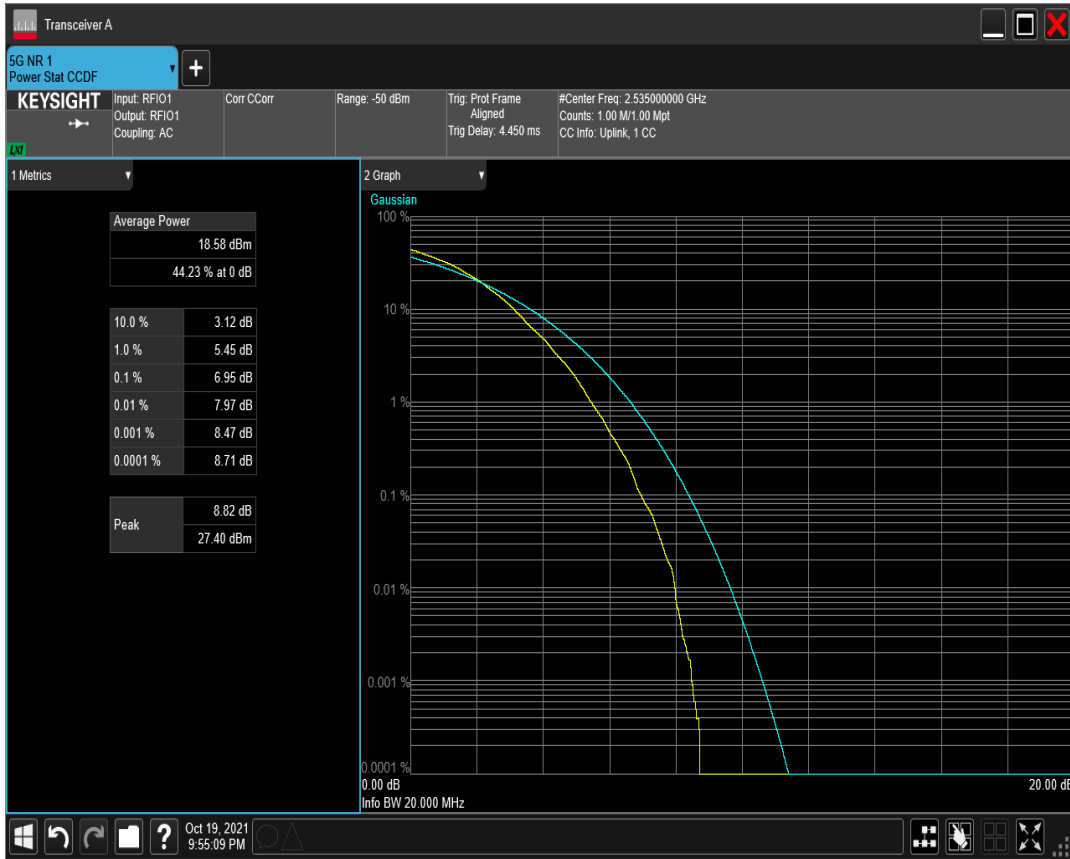 Transceiver A
5G NR 1
Power Stat CCDF
KEYSIGHT
LXI
Input: RFIO1
Output: RFIO1
Coupling: AC
Corr CCorr
Range: -50 dBm
Trig: Prot Frame
Aligned
Trig Delay: 4.450 ms
#Center Freq: 2.535000000 GHz
Counts: 1.00 M/1.00 Mpt
CC Info: Uplink, 1 CC
1 Metrics
Average Power
18.58 dBm
44.23 % at 0 dB
10.0 % 3.12 dB
1.0 % 5.45 dB
0.1 % 6.95 dB
0.01 % 7.97 dB
0.001 % 8.47 dB
0.0001 % 8.71 dB
Peak
8.82 dB
27.40 dBm
2 Graph
Gaussian
100 %
10 %
1 %
0.1 %
0.01 %
0.001 %
0.0001 %
0.00 dB
20.00 dB
Info BW 20.000 MHz
Oct 19, 2021
9:55:09 PM